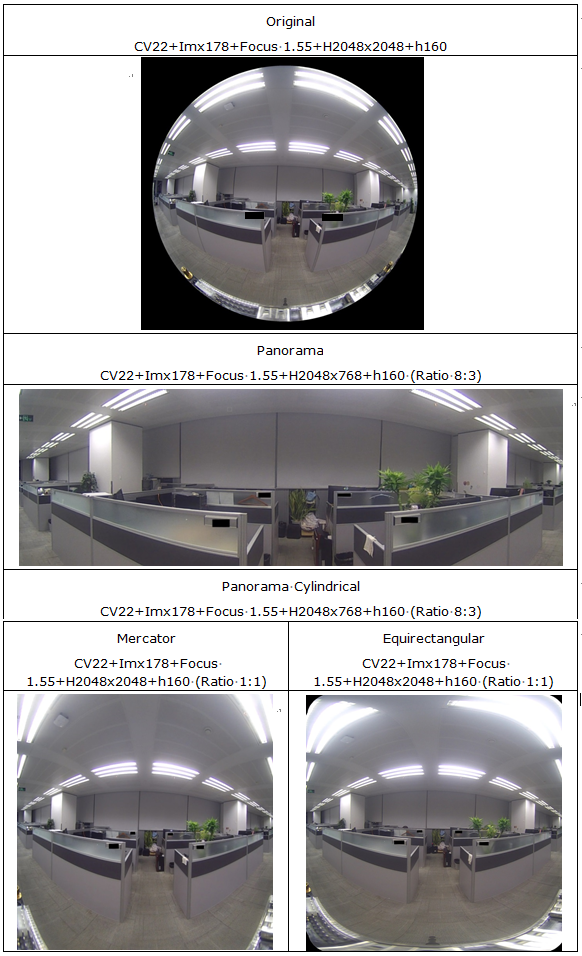 Original
CV22+Imx178+Focus 1.55+H2048x2048+h160
Panorama
CV22+Imx178+Focus 1.55+H2048x768+h160 (Ratio 8:3)
Panorama Cylindrical
CV22+Imx178+Focus 1.55+H2048x768+h160 (Ratio 8:3)
Mercator
CV22+Imx178+Focus
1.55+H2048x2048+h160 (Ratio 1:1)
Equirectangular
CV22+Imx178+Focus
1.55+H2048x2048+h160 (Ratio 1:1)